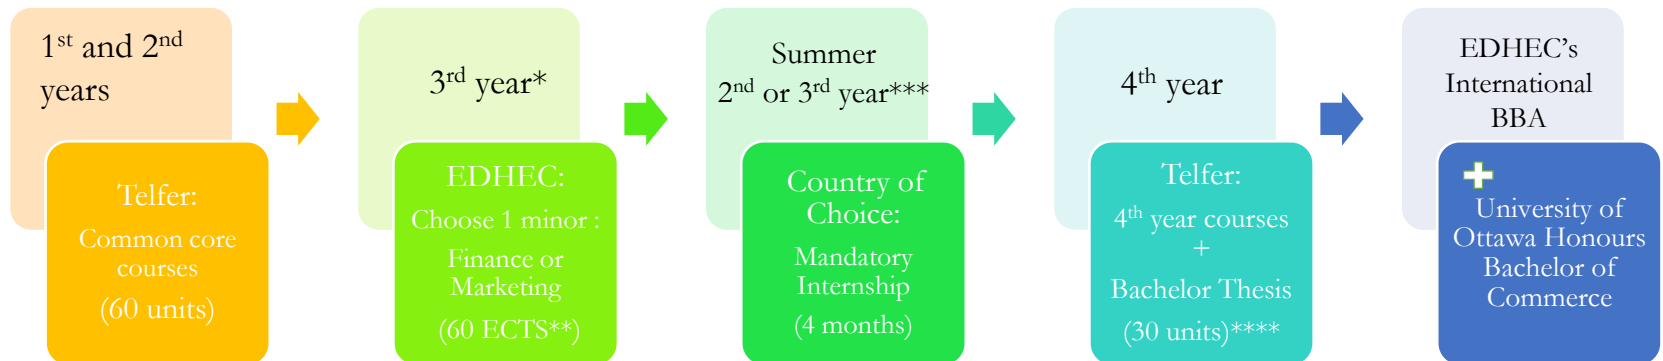 1st and 2nd
years
Telfer:
Common core
courses
(60 units)
3rd year*
EDHEC:
Choose 1 minor :
Finance or
Marketing
(60 ECTS**)
Summer
2nd or 3rd year***
Country of
Choice:
Mandatory
Internship
(4 months)
4th year
Telfer:
4th year courses
+
Bachelor Thesis
(30 units)****
EDHEC's
International
BBA
University of
Ottawa Honours
Bachelor of
Commerce